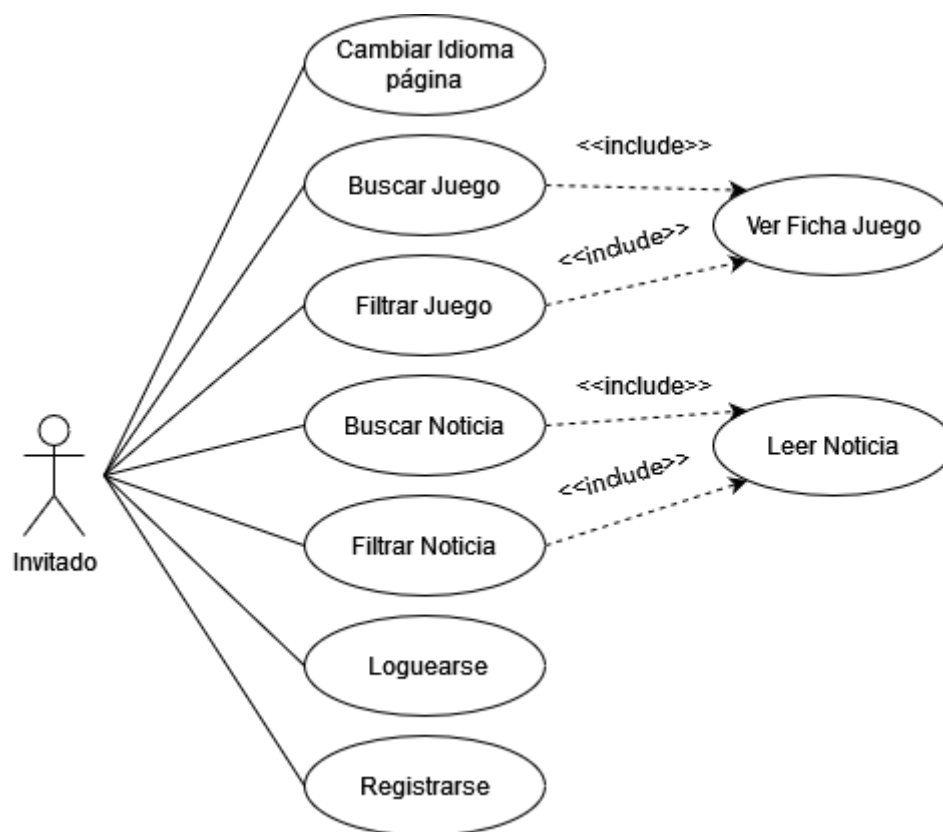 Cambiar Idioma
página
<<include>>
Buscar Juego
Ver Ficha Juego
<<include>>
Filtrar Juego
<<include>>
Buscar Noticia
Leer Noticia
<<include>>
Filtrar Noticia
Invitado
Loguearse
Registrarse